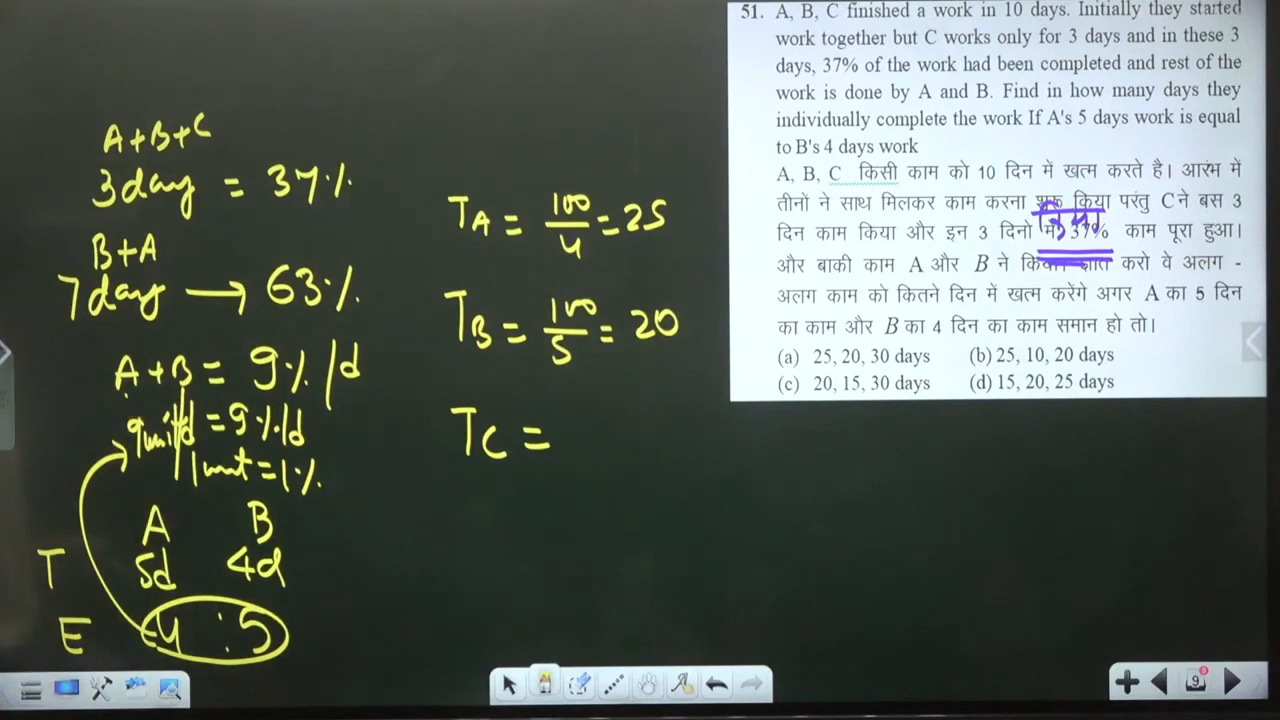 A+B+C
3day = 37%
B+A
7day → 63%
A+B = 9% /d
9unit/d = 9%/d
1unit = 1%
A B
T 5d 4d
E 4 : 5
TA = 100/4 = 25
TB = 100/5 = 20
TC =
51. A, B, C finished a work in 10 days. Initially they started
work together but C works only for 3 days and in these 3
days, 37% of the work had been completed and rest of the
work is done by A and B. Find in how many days they
individually complete the work If A's 5 days work is equal
to B's 4 days work
A, B, C किसी काम को 10 दिन में खत्म करते है। आरंभ में
तीनों ने साथ मिलकर काम करना शुरू किया परंतु C ने बस 3
दिन काम किया और इन 3 दिनो में 37% काम पूरा हुआ।
और बाकी काम A और B ने किया। ज्ञात करो वे अलग -
अलग काम को कितने दिन में खत्म करेंगे अगर A का 5 दिन
का काम और B का 4 दिन का काम समान हो तो।
(a) 25, 20, 30 days (b) 25, 10, 20 days
(c) 20, 15, 30 days (d) 15, 20, 25 days
9